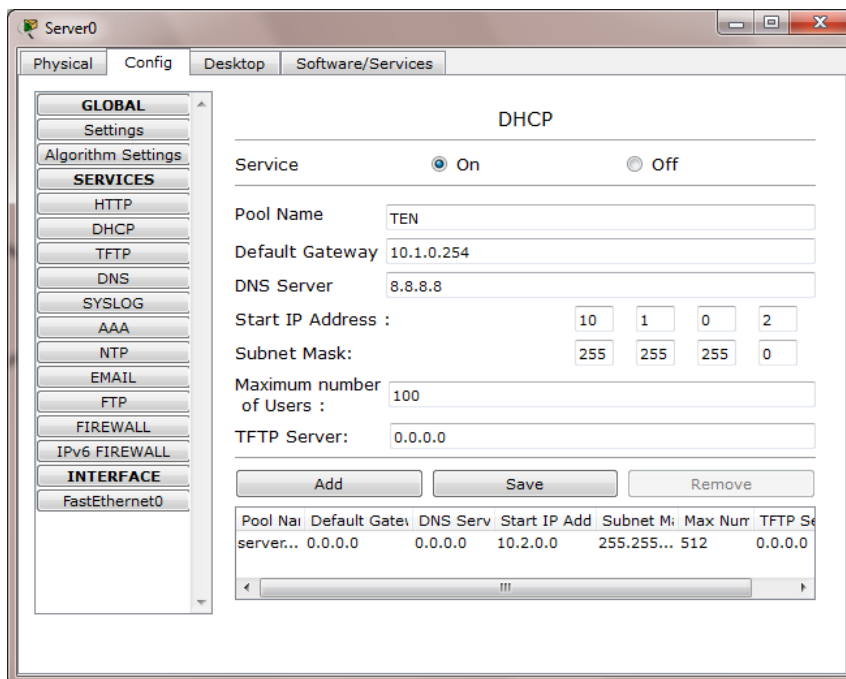 Server0
Physical Config Desktop Software/Services
GLOBAL
Settings
Algorithm Settings
SERVICES
HTTP
DHCP
TFTP
DNS
SYSLOG
AAA
NTP
EMAIL
FTP
FIREWALL
IPv6 FIREWALL
INTERFACE
FastEthernet0
DHCP
Service On Off
Pool Name TEN
Default Gateway 10.1.0.254
DNS Server 8.8.8.8
Start IP Address : 10 1 0 2
Subnet Mask: 255 255 255 0
Maximum number
of Users : 100
TFTP Server: 0.0.0.0
Add Save Remove
Pool Nai Default Gatev DNS Serv Start IP Add Subnet Ma Max Num TFTP Se
server... 0.0.0.0 0.0.0.0 10.2.0.0 255.255... 512 0.0.0.0